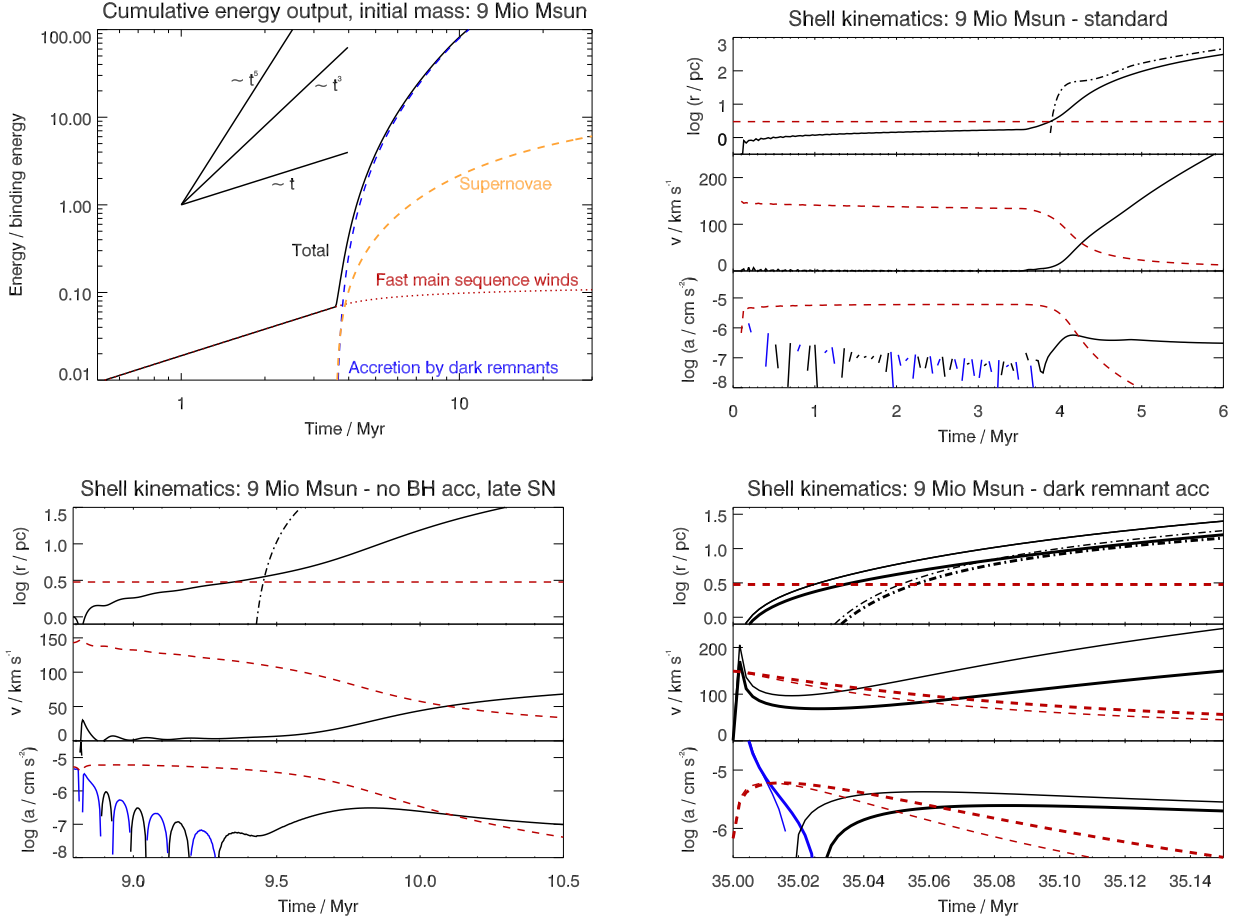 Cumulative energy output, initial mass: 9 Mio Msun
Energy / binding energy
100.00
10.00
1.00
0.10
0.01
~ t⁵
~ t³
~ t
Supernovae
Total
Fast main sequence winds
Accretion by dark remnants
1
10
Time / Myr
Shell kinematics: 9 Mio Msun - standard
log (r / pc)
3
2
1
0
v / km s⁻¹
200
100
0
log (a / cm s⁻²)
-5
-6
-7
-8
0 1 2 3 4 5 6
Time / Myr
Shell kinematics: 9 Mio Msun - no BH acc, late SN
log (r / pc)
1.5
1.0
0.5
0.0
v / km s⁻¹
150
100
50
0
log (a / cm s⁻²)
-5
-6
-7
-8
9.0 9.5 10.0 10.5
Time / Myr
Shell kinematics: 9 Mio Msun - dark remnant acc
log (r / pc)
1.5
1.0
0.5
0.0
v / km s⁻¹
200
100
0
log (a / cm s⁻²)
-5
-6
35.00 35.02 35.04 35.06 35.08 35.10 35.12 35.14
Time / Myr